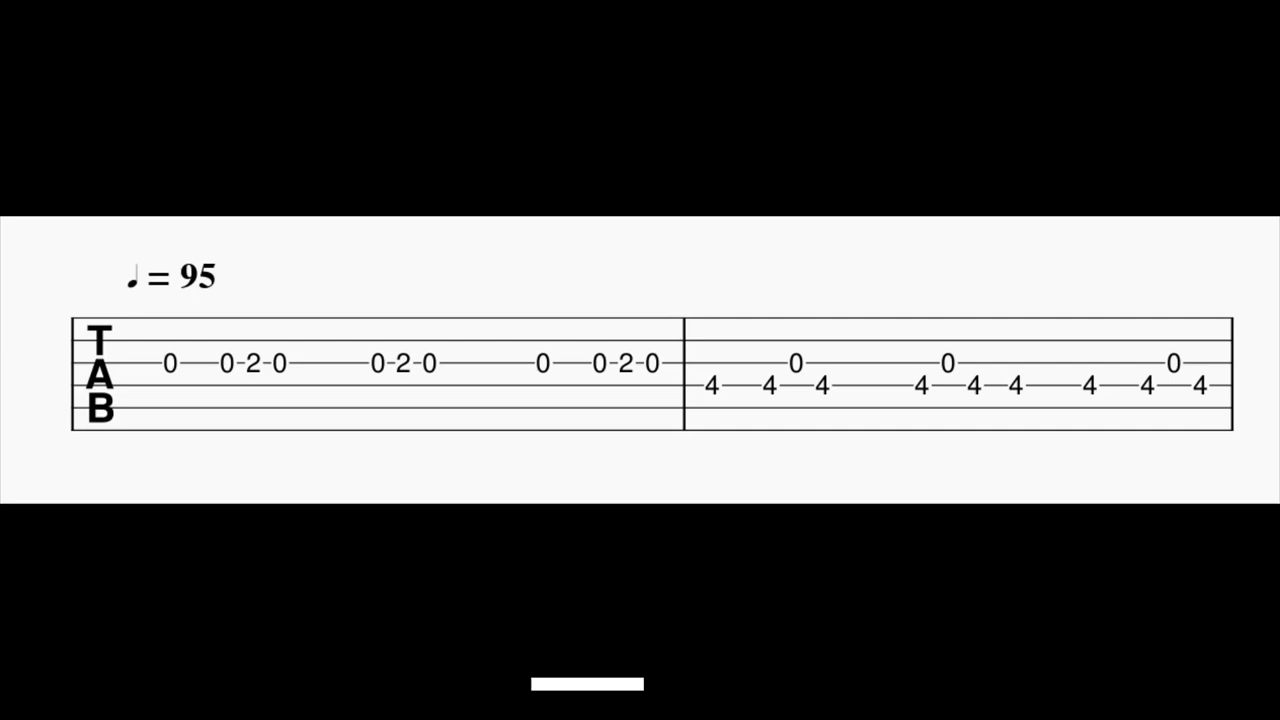 ♩ = 95
T
0 0 2 0 0 2 0 0 0 2 0 0 0 0
A
4 4 4 4 4 4 4 4 4
B